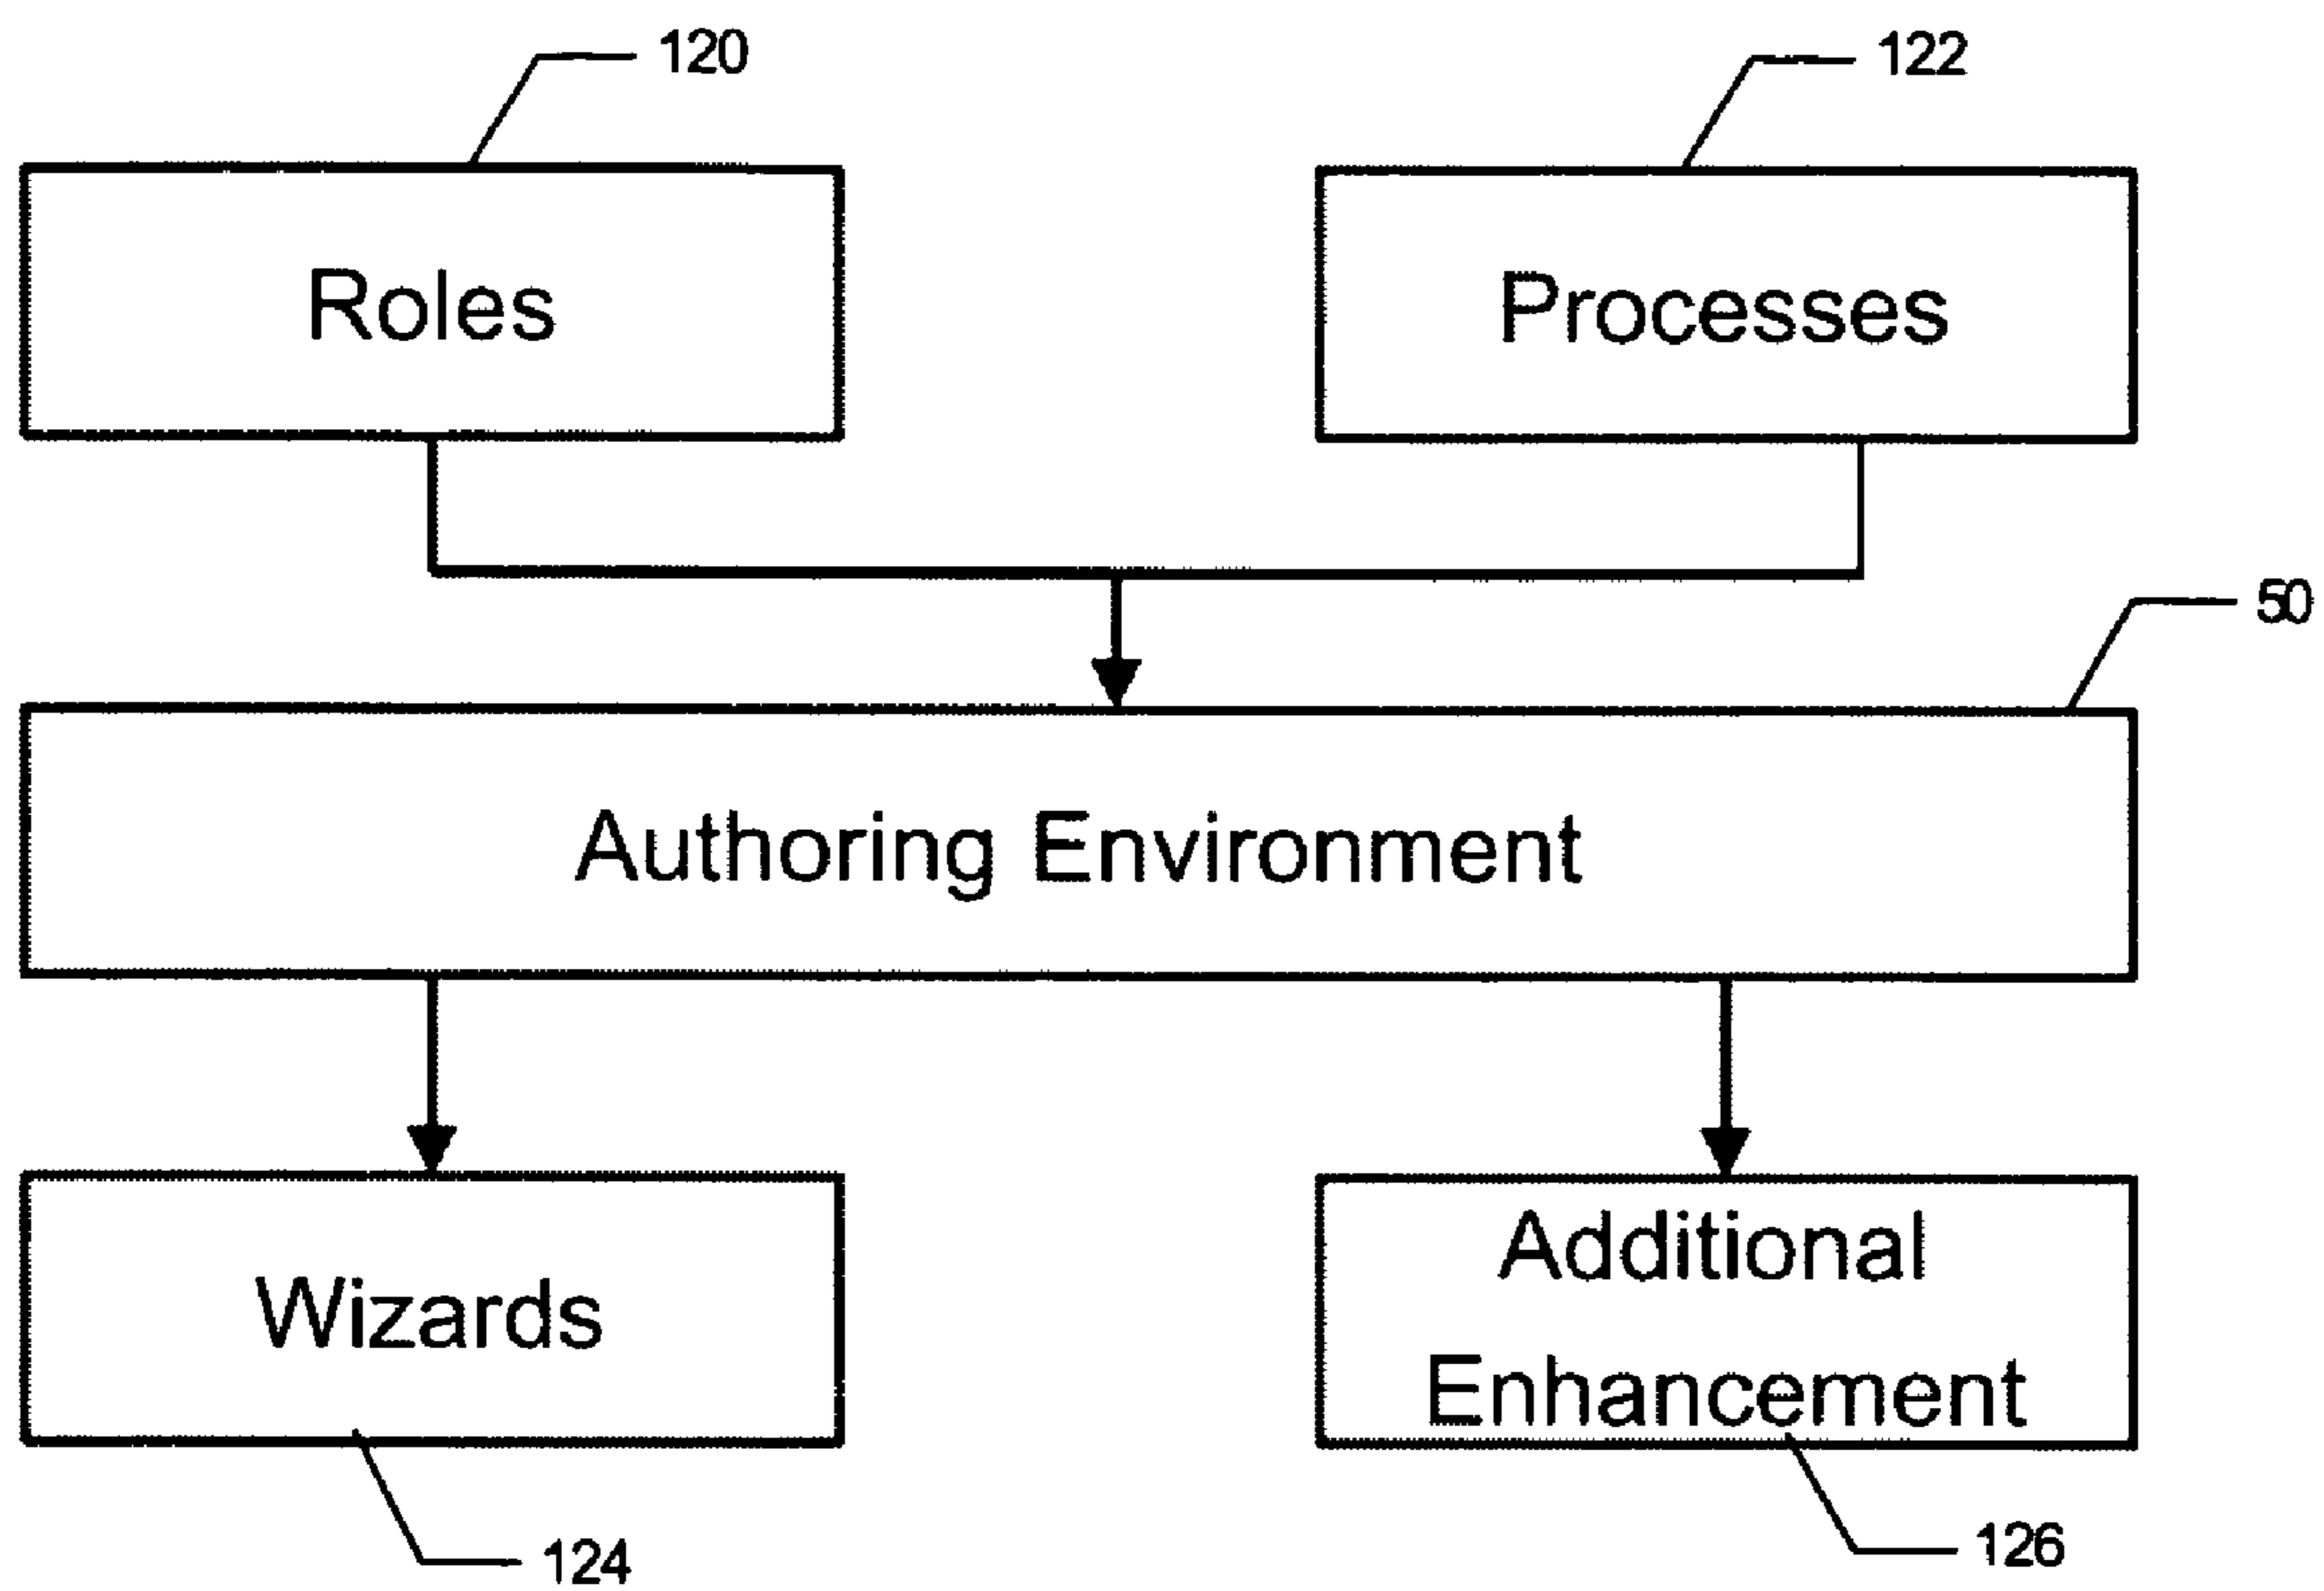 120
122
Roles
Processes
50
Authoring Environment
Wizards
Additional
Enhancement
124
126